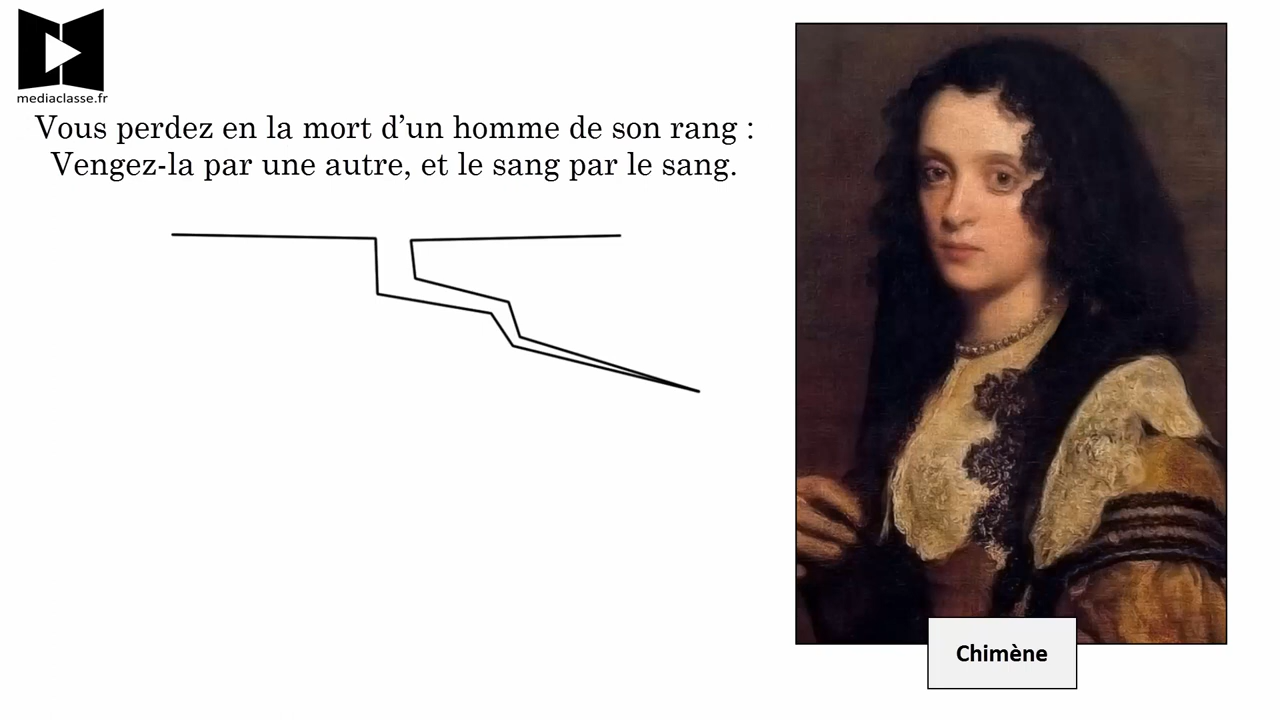 mediaclasse.fr
Vous perdez en la mort d’un homme de son rang :
Vengez-la par une autre, et le sang par le sang.
Chimène